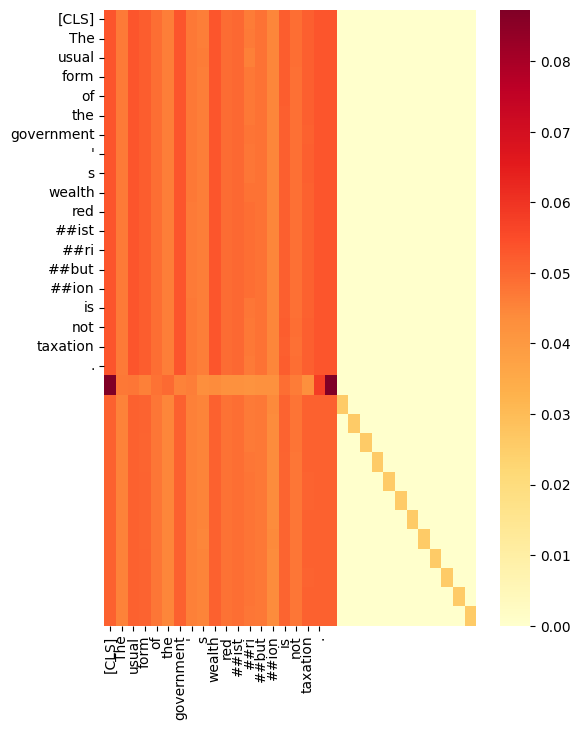 [CLS]
The
usual
form
of
the
government
'
s
wealth
red
##ist
##ri
##but
##ion
is
not
taxation
.
0.08
0.07
0.06
0.05
0.04
0.03
0.02
0.01
0.00
[CLS]
The
usual
form
of
the
government
'
s
wealth
red
##ist
##ri
##but
##ion
is
not
taxation
.